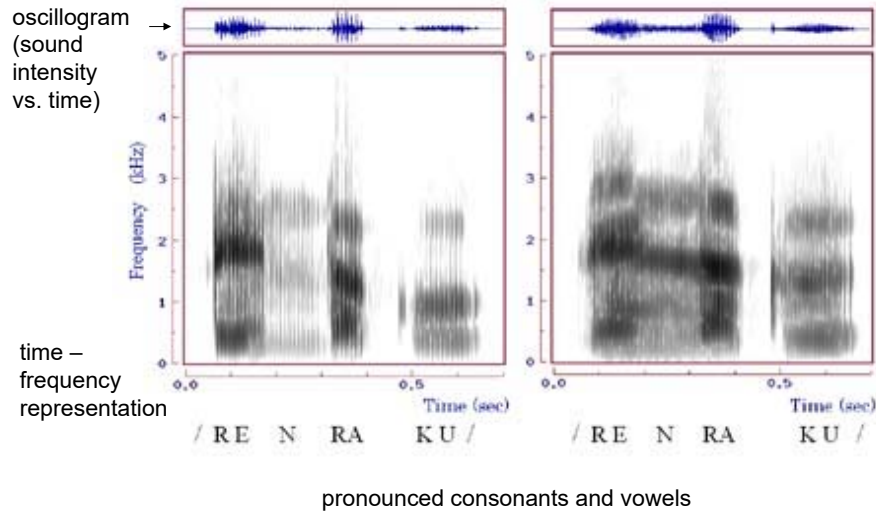 oscillogram
(sound
intensity
vs. time)
5
4
3
2
1
0
Frequency (kHz)
0.0
0.5
Time (sec)
/ RE N RA KU /
5
4
3
2
1
0
0.0
0.5
Time (sec)
/ RE N RA KU /
time –
frequency
representation
pronounced consonants and vowels